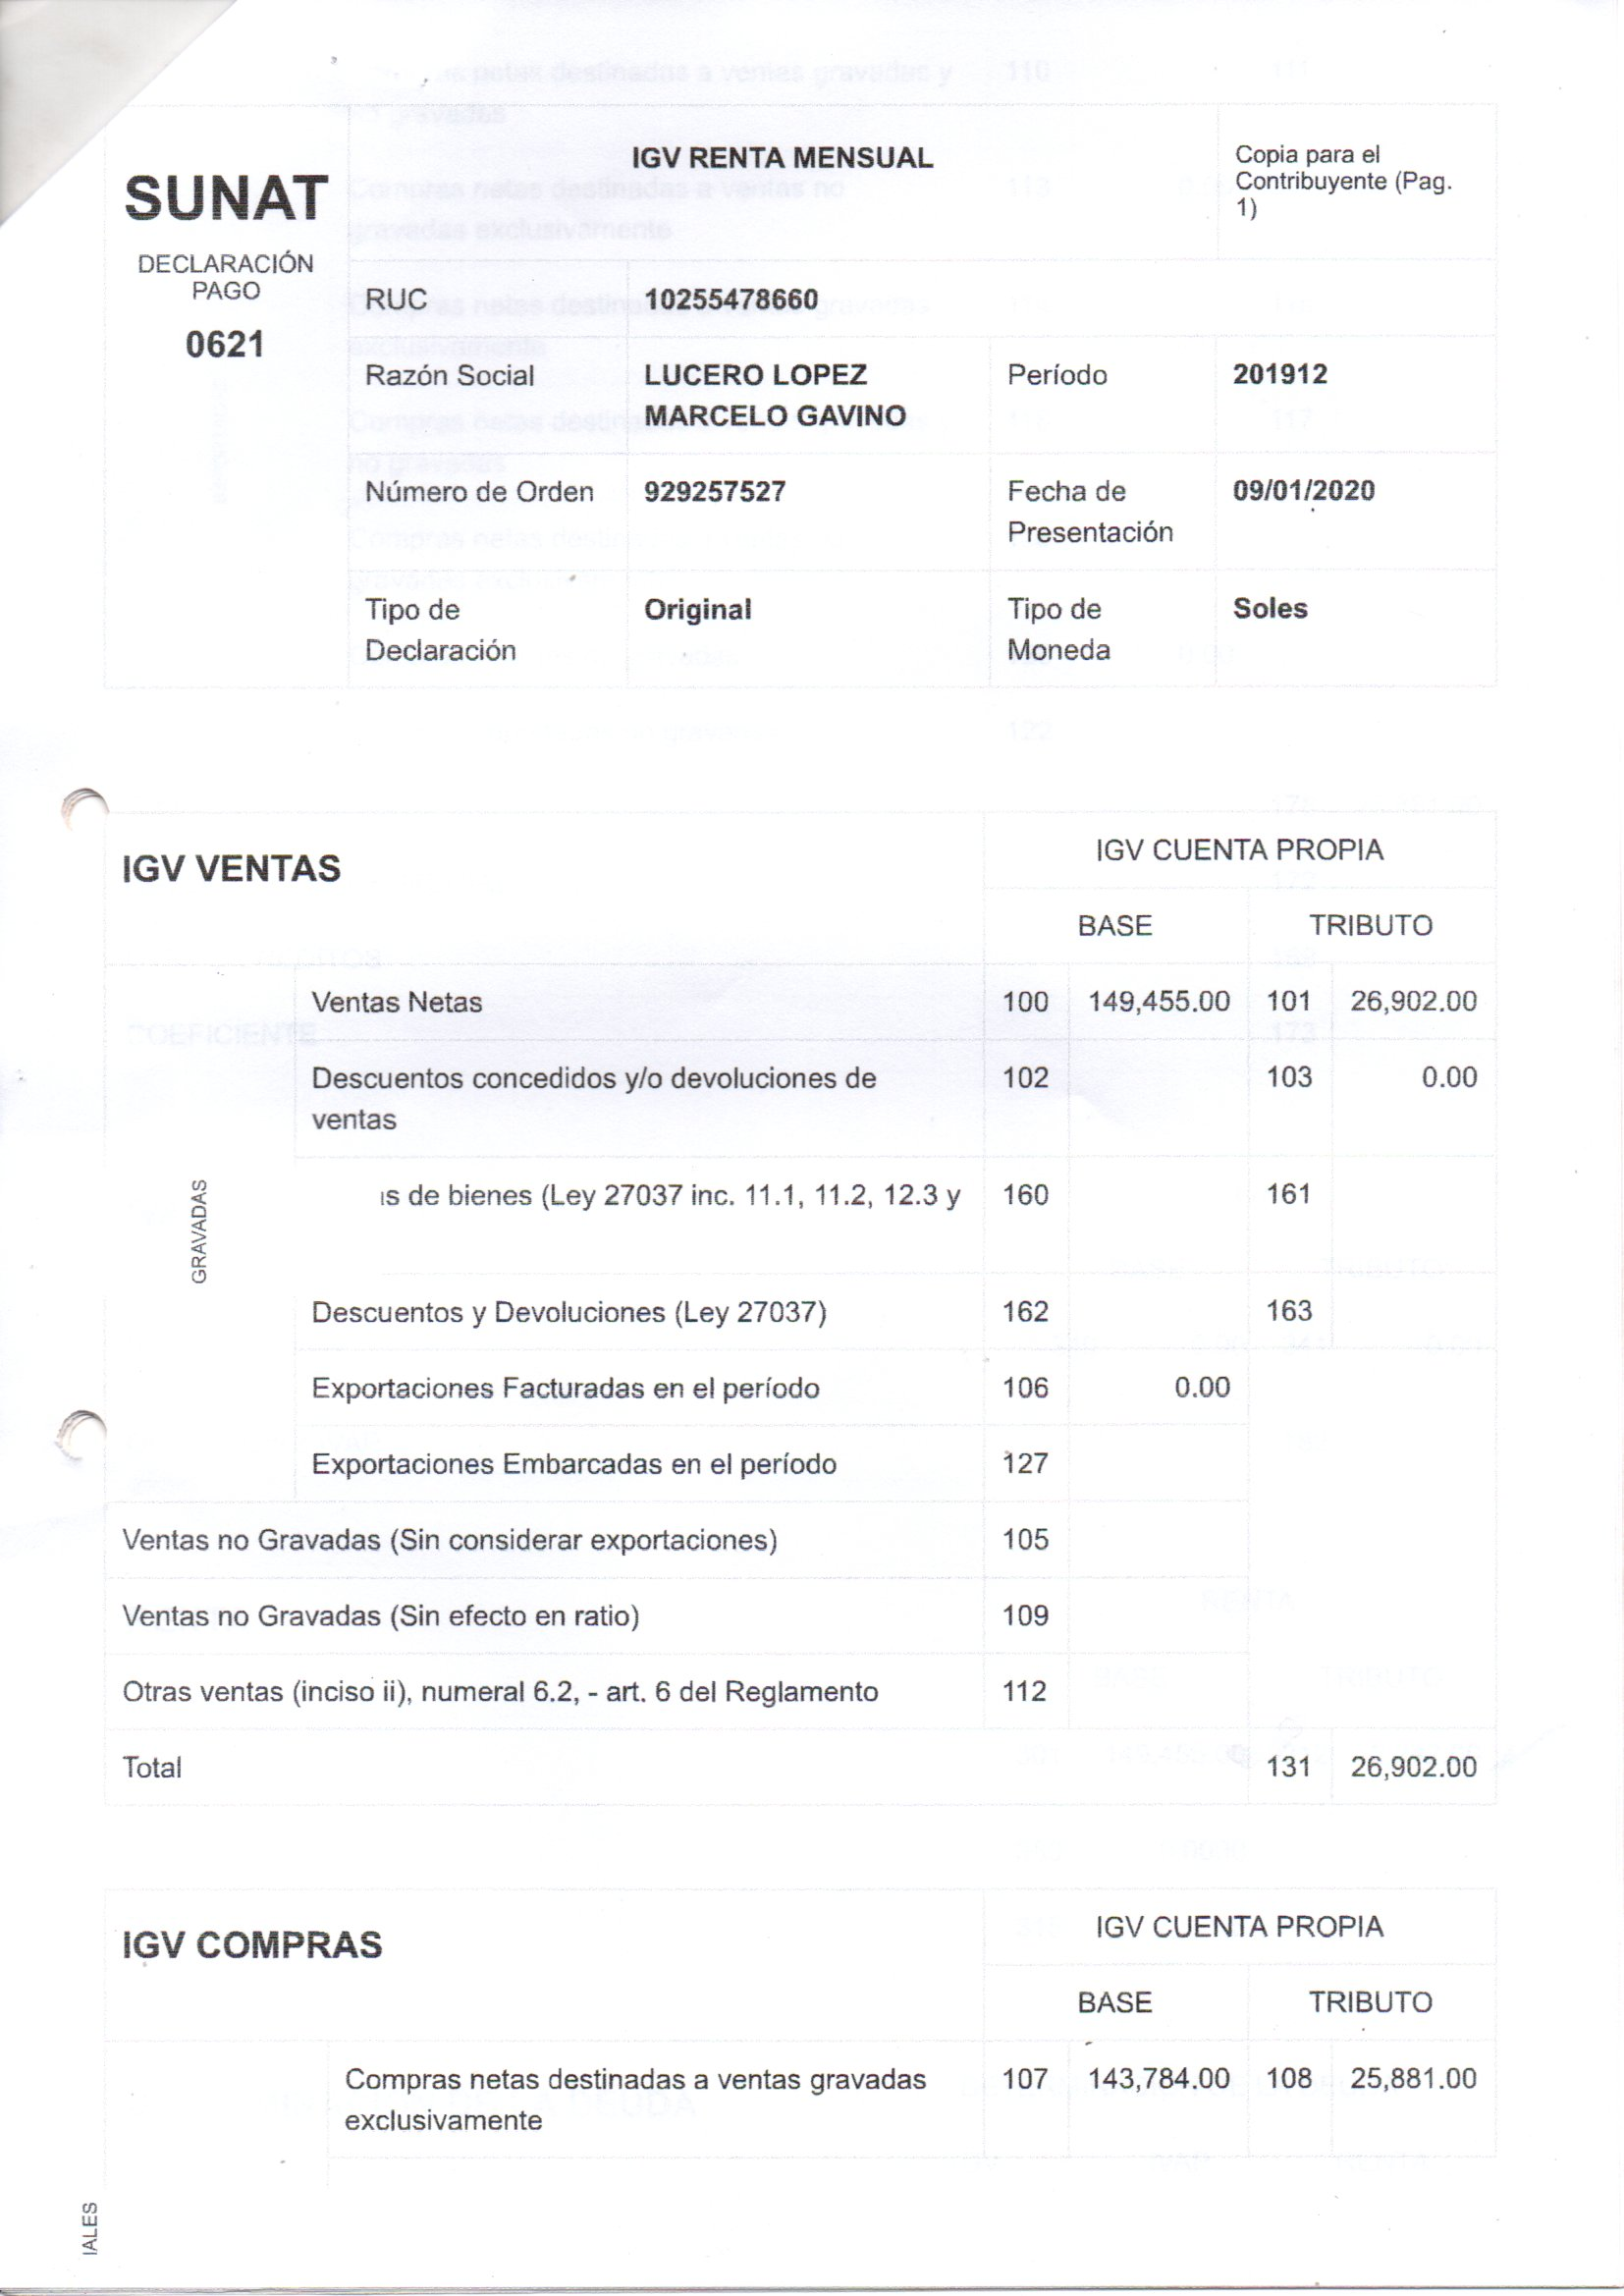 IGV RENTA MENSUAL
Copia para el
Contribuyente (Pag.
1)
SUNAT
DECLARACIÓN
PAGO
0621
RUC 10255478660
Razón Social LUCERO LOPEZ Período 201912
MARCELO GAVINO
Número de Orden 929257527 Fecha de 09/01/2020
Presentación
Tipo de Original Tipo de Soles
Declaración Moneda
IGV VENTAS IGV CUENTA PROPIA
BASE TRIBUTO
GRAVADAS
Ventas Netas 100 149,455.00 101 26,902.00
Descuentos concedidos y/o devoluciones de 102 103 0.00
ventas
s de bienes (Ley 27037 inc. 11.1, 11.2, 12.3 y 160 161
Descuentos y Devoluciones (Ley 27037) 162 163
Exportaciones Facturadas en el período 106 0.00
Exportaciones Embarcadas en el período 127
Ventas no Gravadas (Sin considerar exportaciones) 105
Ventas no Gravadas (Sin efecto en ratio) 109
Otras ventas (inciso ii), numeral 6.2, - art. 6 del Reglamento 112
Total 131 26,902.00
IGV COMPRAS IGV CUENTA PROPIA
BASE TRIBUTO
Compras netas destinadas a ventas gravadas 107 143,784.00 108 25,881.00
exclusivamente
IALES